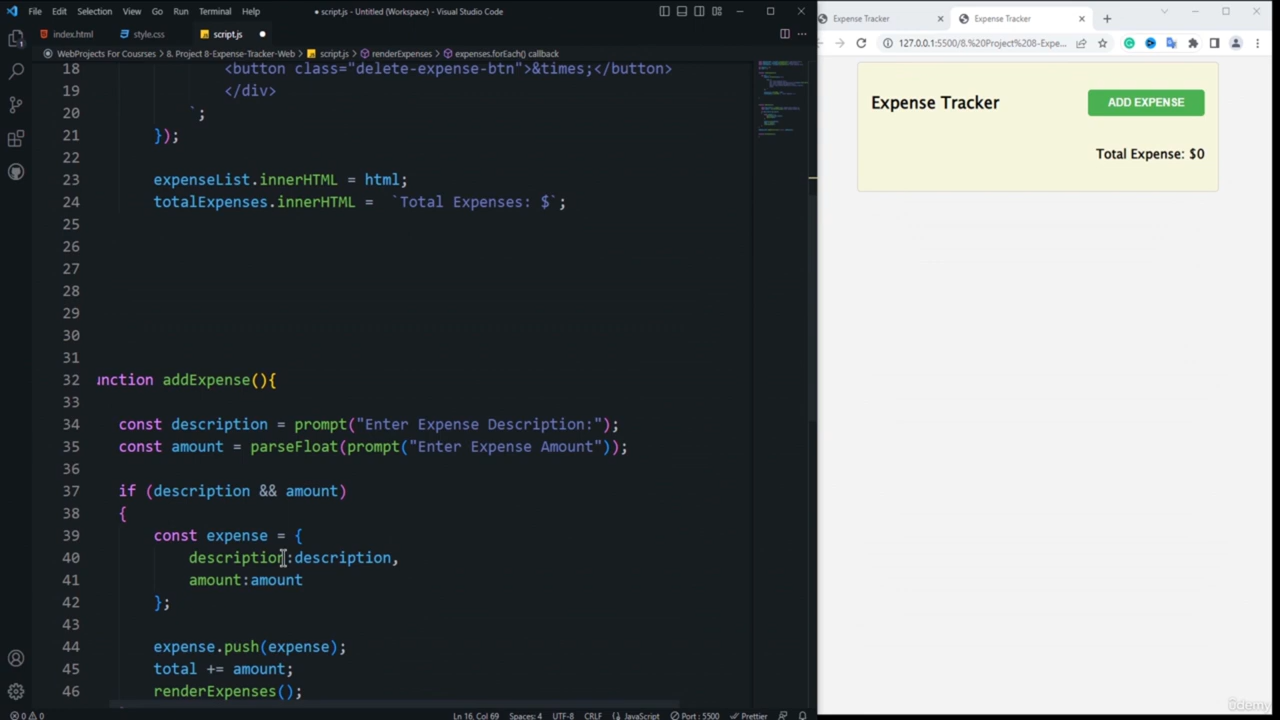 File Edit Selection View Go Run Terminal Help
● script.js - Untitled (Workspace) - Visual Studio Code
index.html style.css script.js ●
WebProjects For Coursses > 8. Project 8-Expense-Tracker-Web > script.js > renderExpenses > expenses.forEach() callback
18 <button class="delete-expense-btn">&times;</button>
19 </div>
20 `;
21 });
22
23 expenseList.innerHTML = html;
24 totalExpenses.innerHTML = `Total Expenses: $`;
25
26
27
28
29
30
31
32 unction addExpense(){
33
34 const description = prompt("Enter Expense Description:");
35 const amount = parseFloat(prompt("Enter Expense Amount"));
36
37 if (description && amount)
38 {
39 const expense = {
40 description:description,
41 amount:amount
42 };
43
44 expense.push(expense);
45 total += amount;
46 renderExpenses();
0 0 Ln 16, Col 69 Spaces: 4 UTF-8 CRLF JavaScript Port : 5500 Prettier
Expense Tracker Expense Tracker
127.0.0.1:5500/8.%20Project%208-Expe...
Expense Tracker ADD EXPENSE
Total Expense: $0
ûdemy